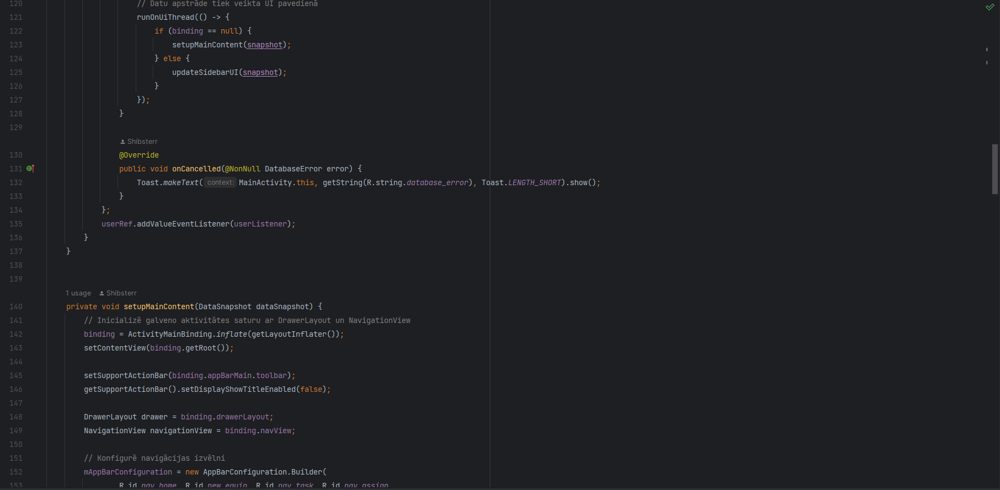 120 // Datu apstrāde tiek veikta UI pavedienā
121 runOnUiThread(() -> {
122 if (binding == null) {
123 setupMainContent(snapshot);
124 } else {
125 updateSidebarUI(snapshot);
126 }
127 });
128 }
129
Shibsterr
130 @Override
131 public void onCancelled(@NonNull DatabaseError error) {
132 Toast.makeText( context: MainActivity.this, getString(R.string.database_error), Toast.LENGTH_SHORT).show();
133 }
134 };
135 userRef.addValueEventListener(userListener);
136 }
137 }
138
139
1 usage Shibsterr
140 private void setupMainContent(DataSnapshot dataSnapshot) {
141 // Inicializē galveno aktivitātes saturu ar DrawerLayout un NavigationView
142 binding = ActivityMainBinding.inflate(getLayoutInflater());
143 setContentView(binding.getRoot());
144
145 setSupportActionBar(binding.appBarMain.toolbar);
146 getSupportActionBar().setDisplayShowTitleEnabled(false);
147
148 DrawerLayout drawer = binding.drawerLayout;
149 NavigationView navigationView = binding.navView;
150
151 // Konfigurē navigācijas izvēlni
152 mAppBarConfiguration = new AppBarConfiguration.Builder(
153 R.id.nav_home, R.id.new_equip, R.id.nav_task, R.id.nav_assign